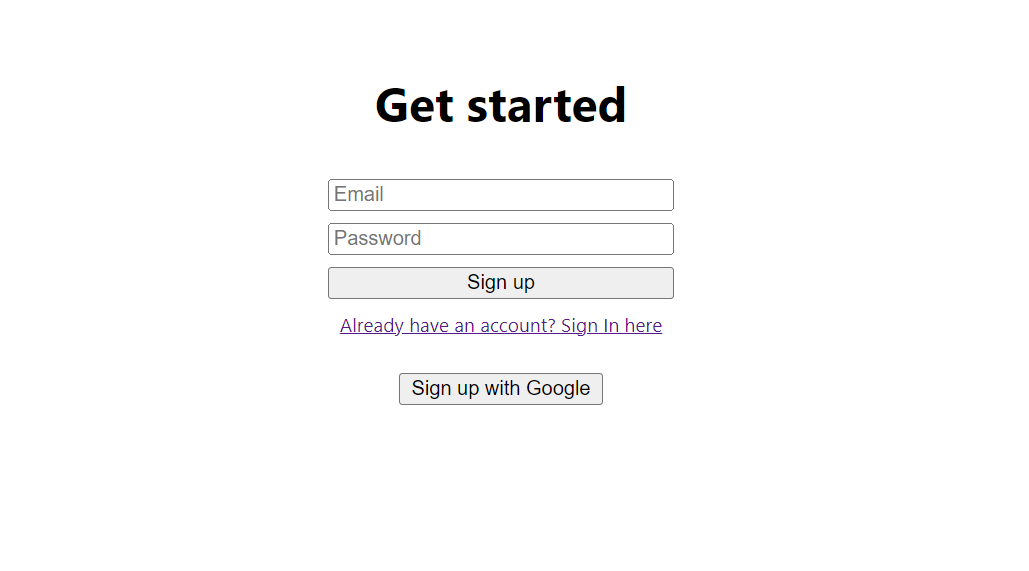 Get started
Email
Password
Sign up
Already have an account? Sign In here
Sign up with Google